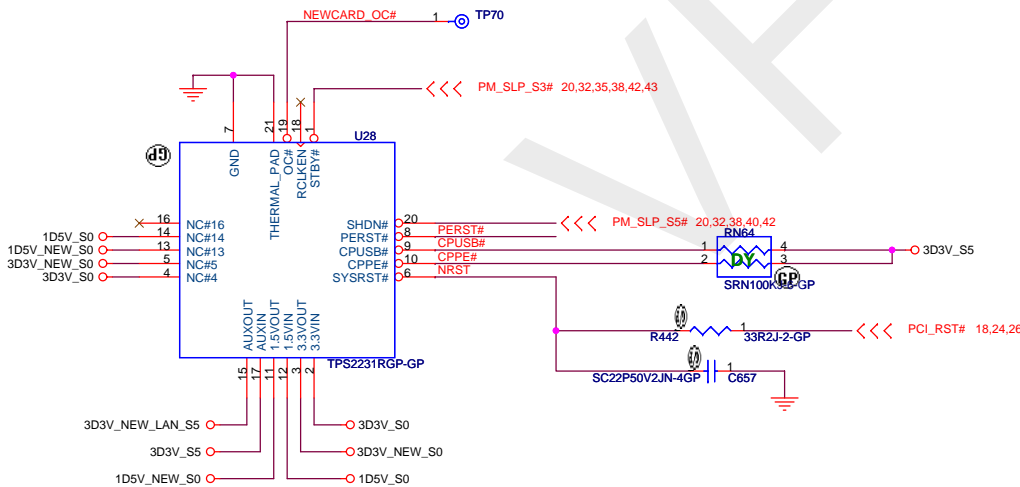 NEWCARD_OC#
1
TP70
PM_SLP_S3# 20,32,35,38,42,43
7
21
19
18
1
U28
GP
GND
THERMAL_PAD
OC#
RCLKEN
STBY#
16
NC#16
1D5V_S0
14
NC#14
1D5V_NEW_S0
13
NC#13
3D3V_NEW_S0
5
NC#5
3D3V_S0
4
NC#4
SHDN#
20
PM_SLP_S5# 20,32,38,40,42
PERST#
8
PERST#
CPUSB#
9
CPUSB#
CPPE#
10
CPPE#
SYSRST#
6
NRST
RN64
1
4
2
3
DY
3D3V_S5
GP
AUXOUT
AUXIN
1.5VOUT
1.5VIN
3.3VOUT
3.3VIN
TPS2231RGP-GP
R442
1
33R2J-2-GP
PCI_RST# 18,24,26
SC22P50V2JN-4GP
1
C657
15
17
11
12
3
2
3D3V_NEW_LAN_S5
3D3V_S0
3D3V_S5
3D3V_NEW_S0
1D5V_NEW_S0
1D5V_S0